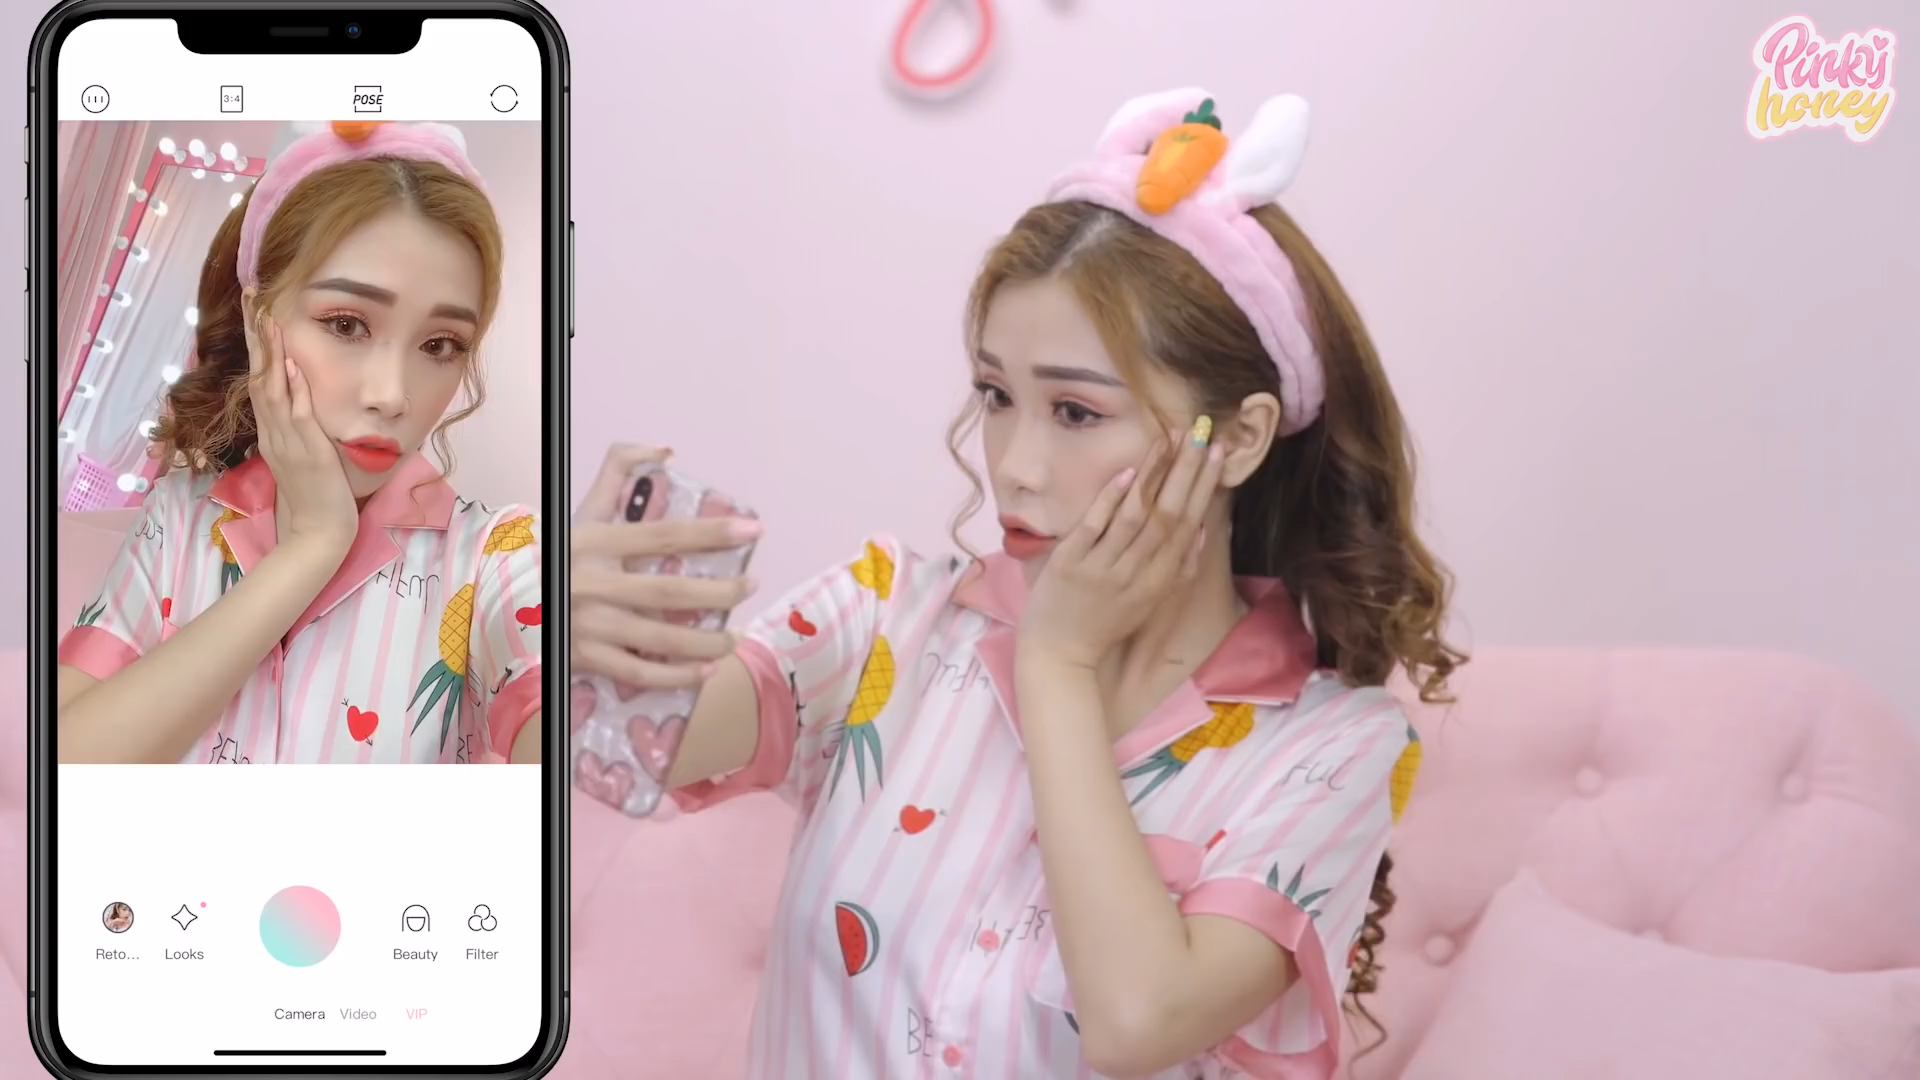 3:4
POSE
Pinky
honey
Reto...
Looks
Beauty
Filter
Camera
Video
VIP